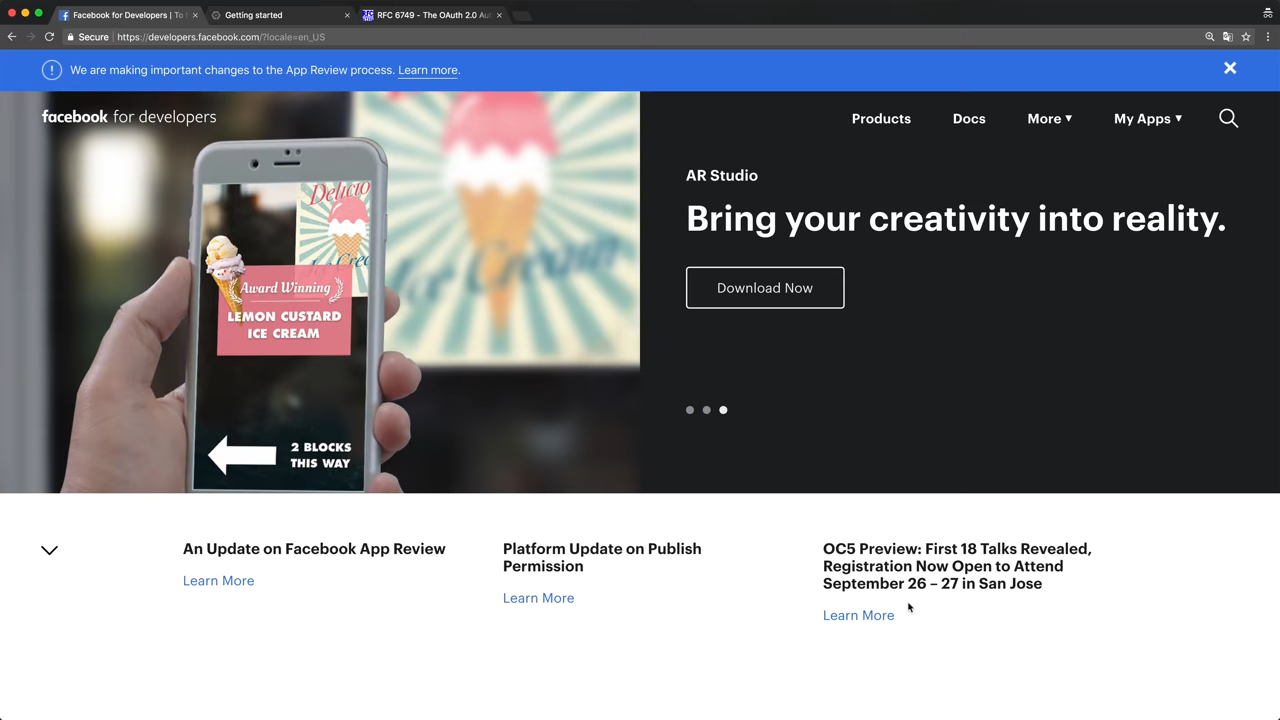 Facebook for Developers | To
Getting started
RFC 6749 - The OAuth 2.0 Aut
Secure
https://developers.facebook.com/?locale=en_US
We are making important changes to the App Review process. Learn more.
facebook for developers
Products
Docs
More
My Apps
AR Studio
Bring your creativity into reality.
Download Now
Delicio
Ice Cream
Award Winning
LEMON CUSTARD
ICE CREAM
2 BLOCKS
THIS WAY
An Update on Facebook App Review
Learn More
Platform Update on Publish
Permission
Learn More
OC5 Preview: First 18 Talks Revealed,
Registration Now Open to Attend
September 26 – 27 in San Jose
Learn More